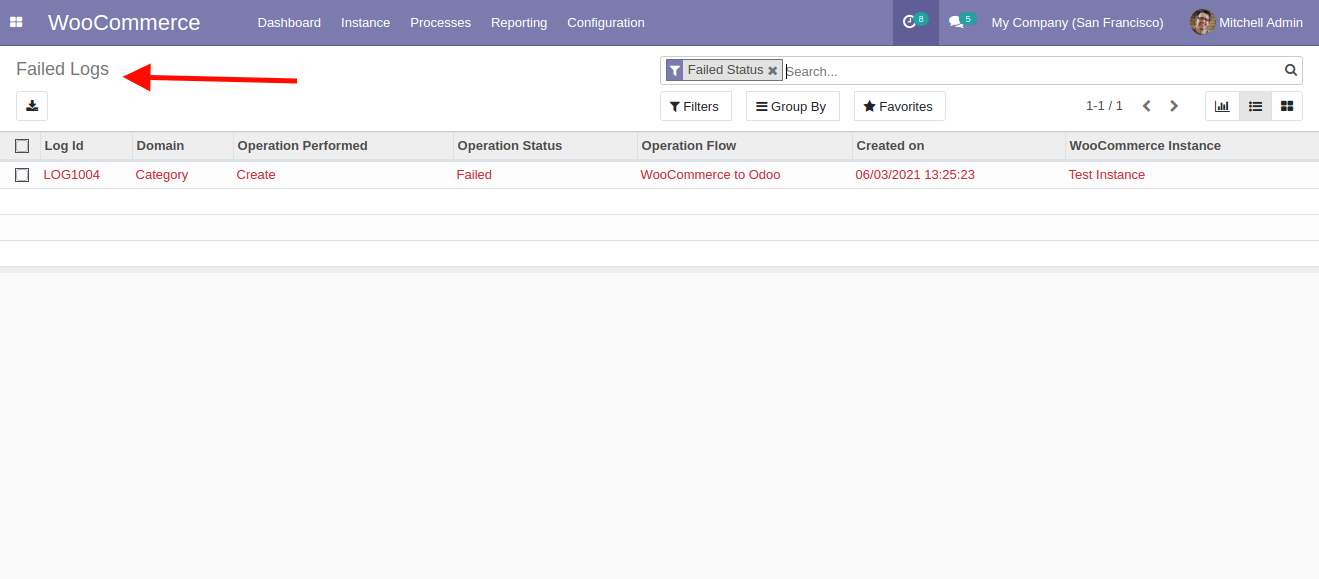 WooCommerce Dashboard Instance Processes Reporting Configuration 8 5 My Company (San Francisco) Mitchell Admin
Failed Logs Failed Status Search...
Filters Group By Favorites 1-1 / 1
Log Id Domain Operation Performed Operation Status Operation Flow Created on WooCommerce Instance
LOG1004 Category Create Failed WooCommerce to Odoo 06/03/2021 13:25:23 Test Instance